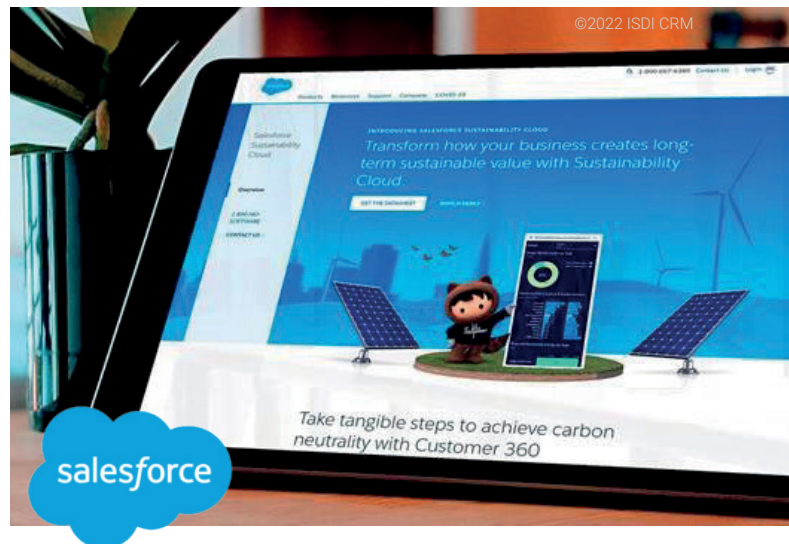 ©2022 ISDI CRM
Contact Us Login
Products Resources Support Company COVID-19
Salesforce
Sustainability
Cloud
INTRODUCING SALESFORCE SUSTAINABILITY CLOUD
Transform how your business creates long-
term sustainable value with Sustainability
Cloud.
Overview
GET THE DATASHEET WATCH DEMO
CONTACT US
Take tangible steps to achieve carbon
neutrality with Customer 360
salesforce